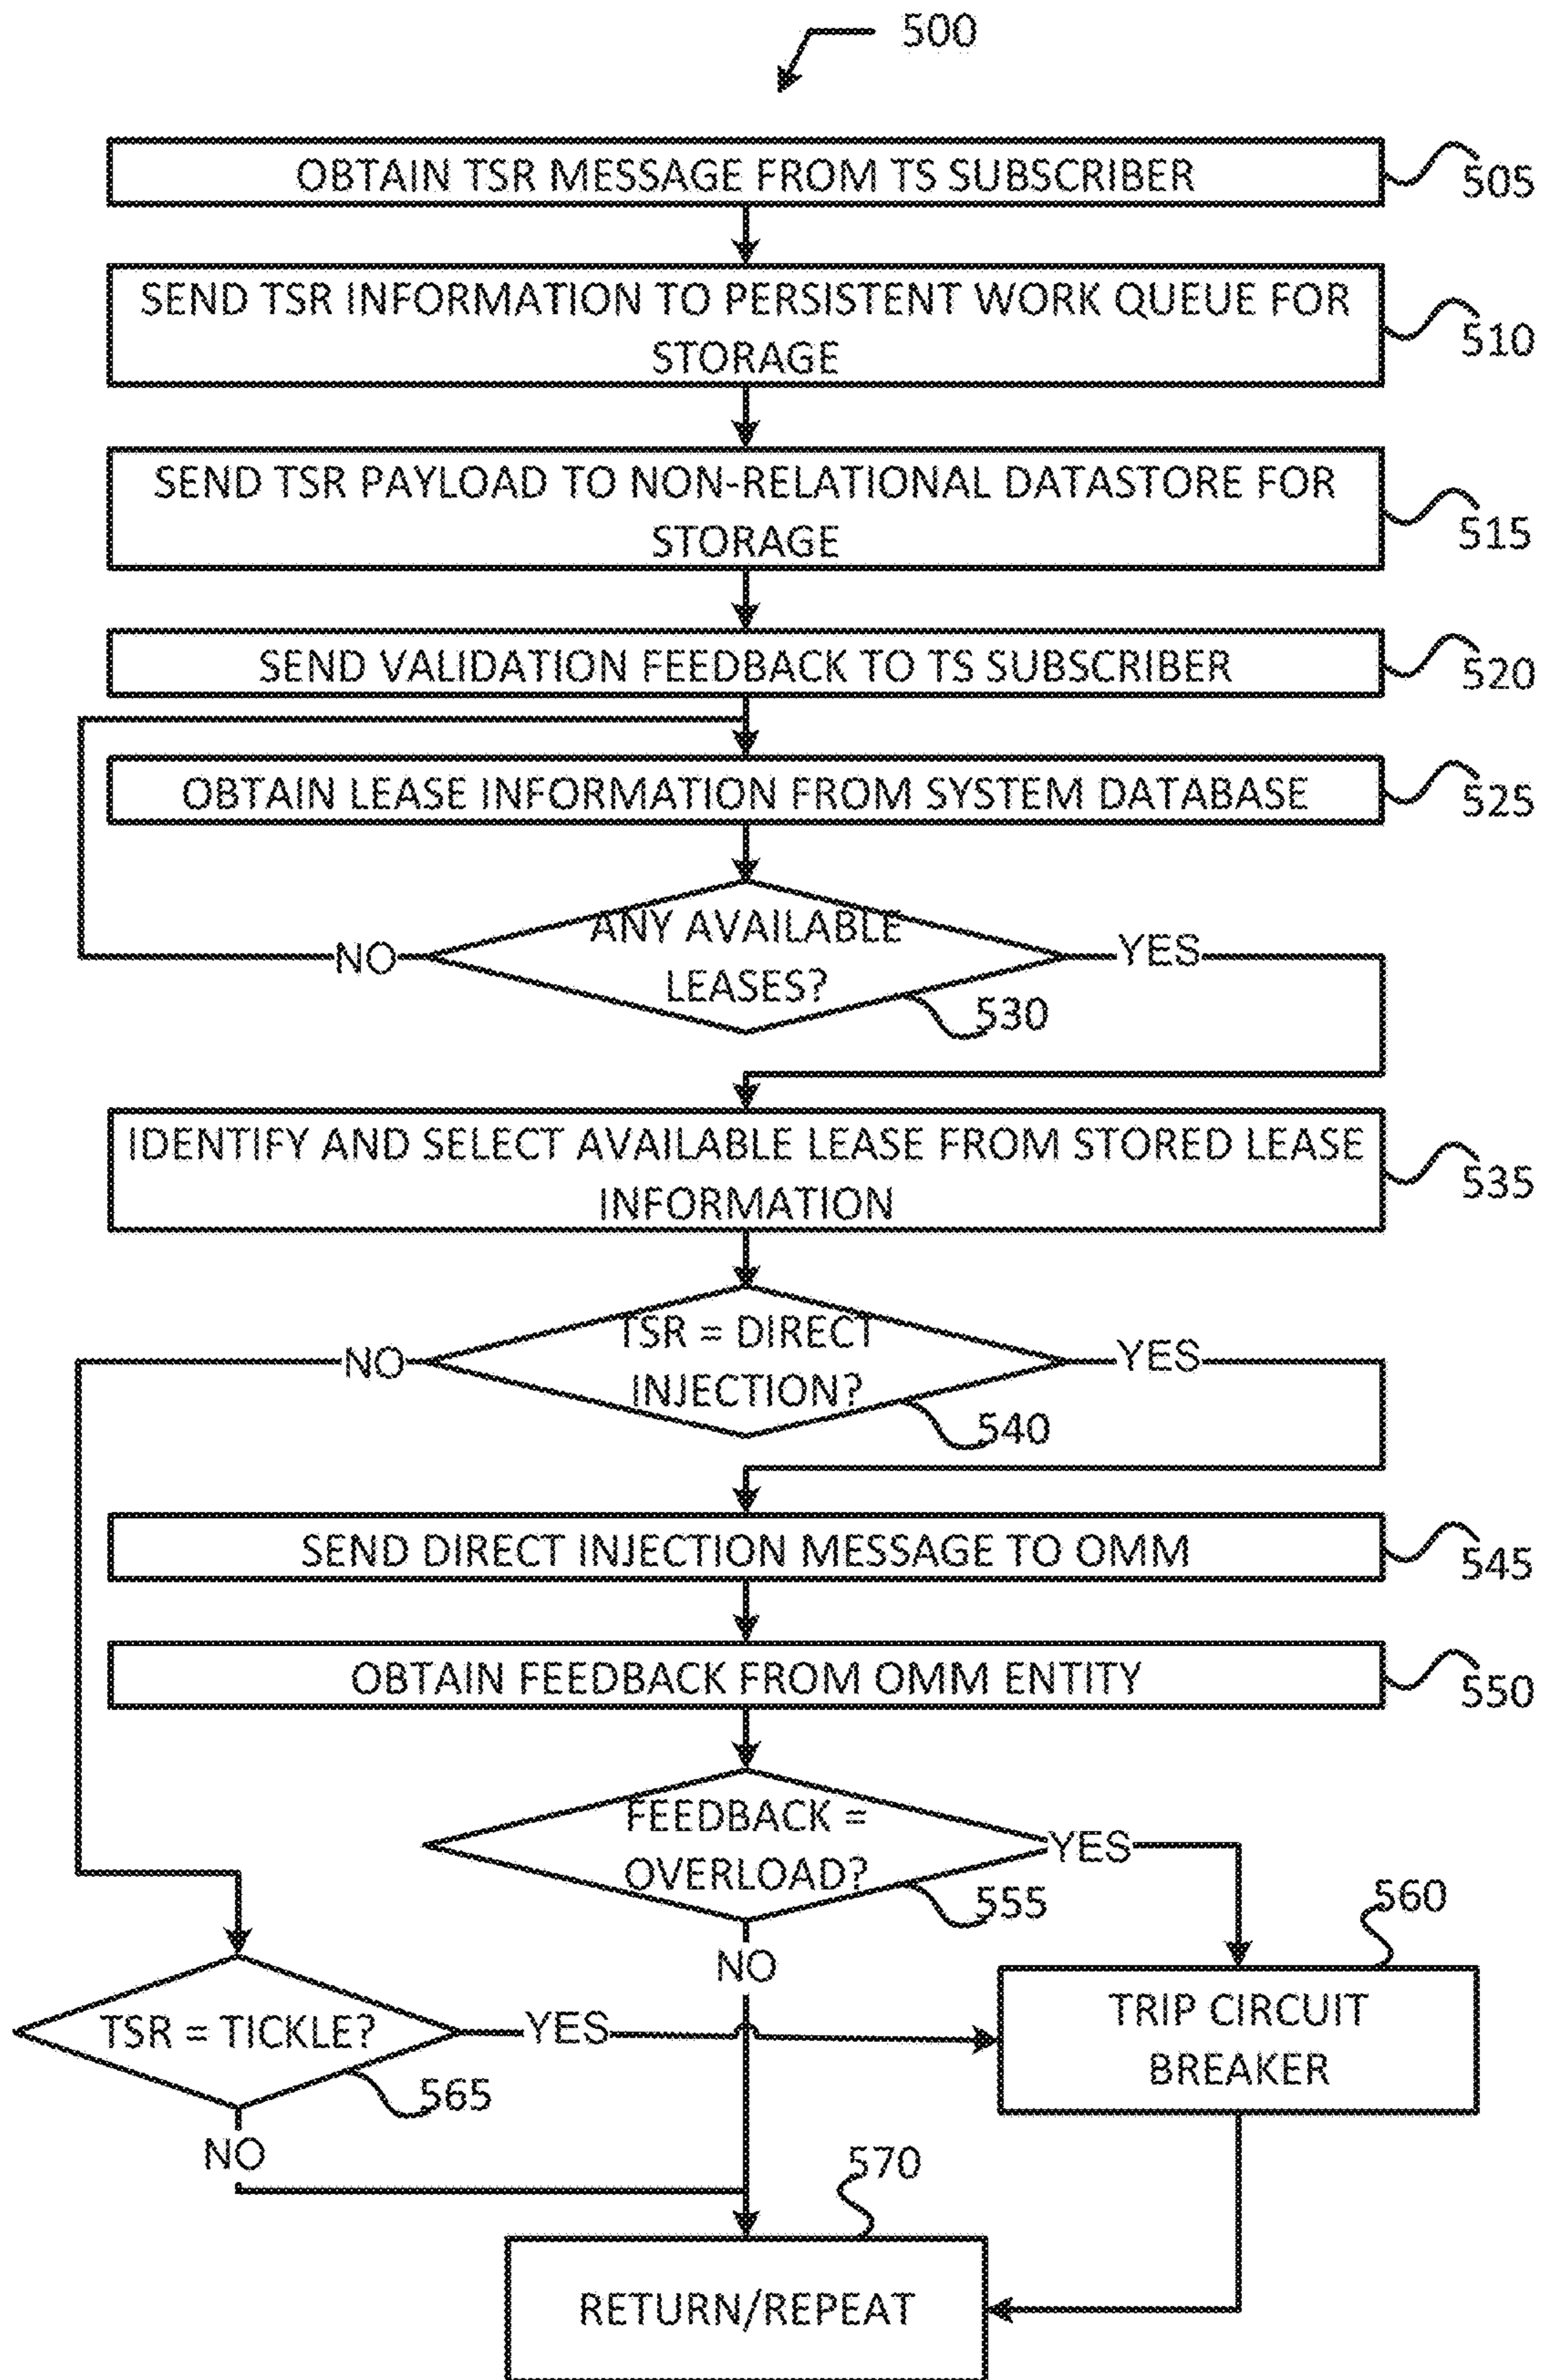 500
OBTAIN TSR MESSAGE FROM TS SUBSCRIBER
505
SEND TSR INFORMATION TO PERSISTENT WORK QUEUE FOR
STORAGE
510
SEND TSR PAYLOAD TO NON-RELATIONAL DATASTORE FOR
STORAGE
515
SEND VALIDATION FEEDBACK TO TS SUBSCRIBER
520
OBTAIN LEASE INFORMATION FROM SYSTEM DATABASE
525
ANY AVAILABLE
LEASES?
NO
YES
530
IDENTIFY AND SELECT AVAILABLE LEASE FROM STORED LEASE
INFORMATION
535
TSR = DIRECT
INJECTION?
NO
YES
540
SEND DIRECT INJECTION MESSAGE TO OMM
545
OBTAIN FEEDBACK FROM OMM ENTITY
550
FEEDBACK =
OVERLOAD?
YES
555
NO
560
TRIP CIRCUIT
BREAKER
TSR = TICKLE?
YES
565
NO
570
RETURN/REPEAT